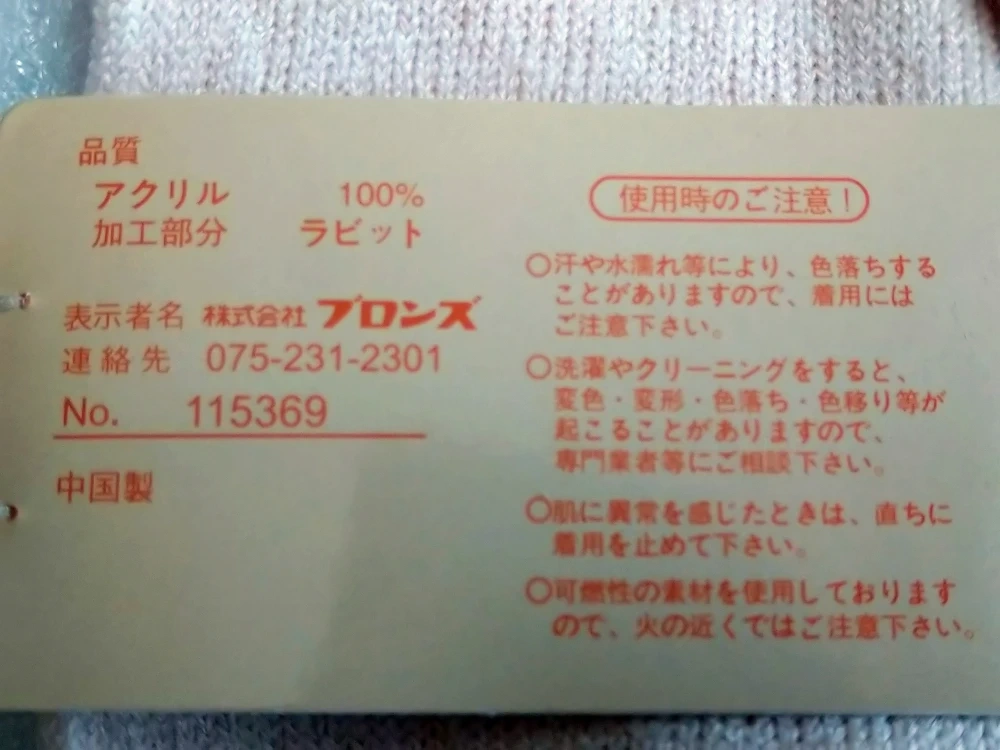 品質
アクリル 100%
加工部分 ラビット
表示者名 株式会社 ブロンズ
連絡先 075-231-2301
No. 115369
中国製
使用時のご注意!
○汗や水濡れ等により、色落ちする
ことがありますので、着用には
ご注意下さい。
○洗濯やクリーニングをすると、
変色・変形・色落ち・色移り等が
起こることがありますので、
専門業者等にご相談下さい。
○肌に異常を感じたときは、直ちに
着用を止めて下さい。
○可燃性の素材を使用しております
ので、火の近くではご注意下さい。